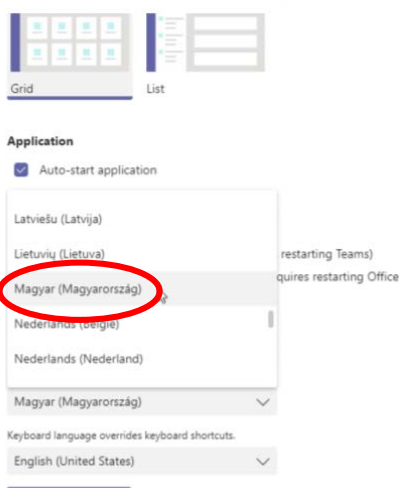 Grid
List
Application
Auto-start application
Latviešu (Latvija)
Lietuvių (Lietuva)
restarting Teams)
quires restarting Office
Magyar (Magyarország)
Nederlands (België)
Nederlands (Nederland)
Magyar (Magyarország)
Keyboard language overrides keyboard shortcuts.
English (United States)